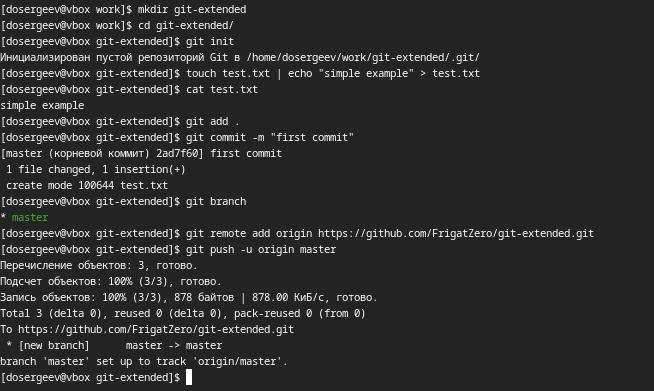 [dosergeev@vbox work]$ mkdir git-extended
[dosergeev@vbox work]$ cd git-extended/
[dosergeev@vbox git-extended]$ git init
Инициализирован пустой репозиторий Git в /home/dosergeev/work/git-extended/.git/
[dosergeev@vbox git-extended]$ touch test.txt | echo "simple example" > test.txt
[dosergeev@vbox git-extended]$ cat test.txt
simple example
[dosergeev@vbox git-extended]$ git add .
[dosergeev@vbox git-extended]$ git commit -m "first commit"
[master (корневой коммит) 2ad7f60] first commit
 1 file changed, 1 insertion(+)
 create mode 100644 test.txt
[dosergeev@vbox git-extended]$ git branch
* master
[dosergeev@vbox git-extended]$ git remote add origin https://github.com/FrigatZero/git-extended.git
[dosergeev@vbox git-extended]$ git push -u origin master
Перечисление объектов: 3, готово.
Подсчет объектов: 100% (3/3), готово.
Запись объектов: 100% (3/3), 878 байтов | 878.00 КиБ/с, готово.
Total 3 (delta 0), reused 0 (delta 0), pack-reused 0 (from 0)
To https://github.com/FrigatZero/git-extended.git
 * [new branch]      master -> master
branch 'master' set up to track 'origin/master'.
[dosergeev@vbox git-extended]$